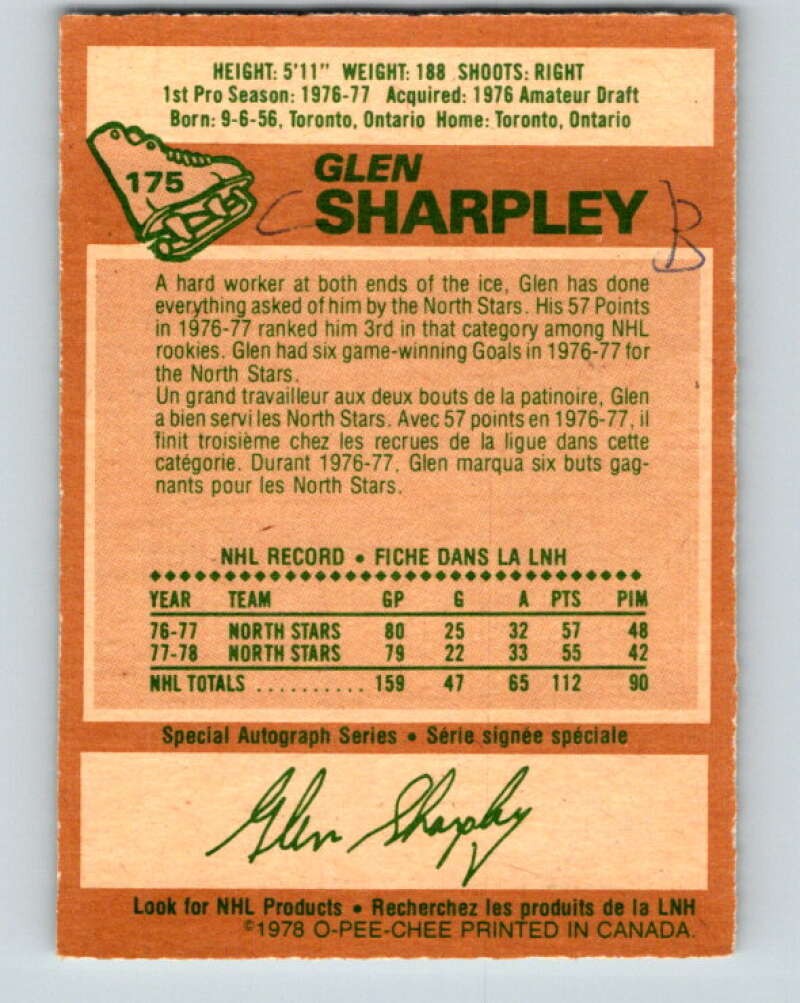 HEIGHT: 5'11" WEIGHT: 188 SHOOTS: RIGHT
1st Pro Season: 1976-77 Acquired: 1976 Amateur Draft
Born: 9-6-56, Toronto, Ontario Home: Toronto, Ontario
175
GLEN
C SHARPLEY B
A hard worker at both ends of the ice, Glen has done
everything asked of him by the North Stars. His 57 Points
in 1976-77 ranked him 3rd in that category among NHL
rookies. Glen had six game-winning Goals in 1976-77 for
the North Stars.
Un grand travailleur aux deux bouts de la patinoire, Glen
a bien servi les North Stars. Avec 57 points en 1976-77, il
finit troisième chez les recrues de la ligue dans cette
catégorie. Durant 1976-77, Glen marqua six buts gag-
nants pour les North Stars.
NHL RECORD • FICHE DANS LA LNH
YEAR TEAM GP G A PTS PIM
76-77 NORTH STARS 80 25 32 57 48
77-78 NORTH STARS 79 22 33 55 42
NHL TOTALS .......... 159 47 65 112 90
Special Autograph Series • Série signée spéciale
Glen Sharpley
Look for NHL Products • Recherchez les produits de la LNH
©1978 O-PEE-CHEE PRINTED IN CANADA.